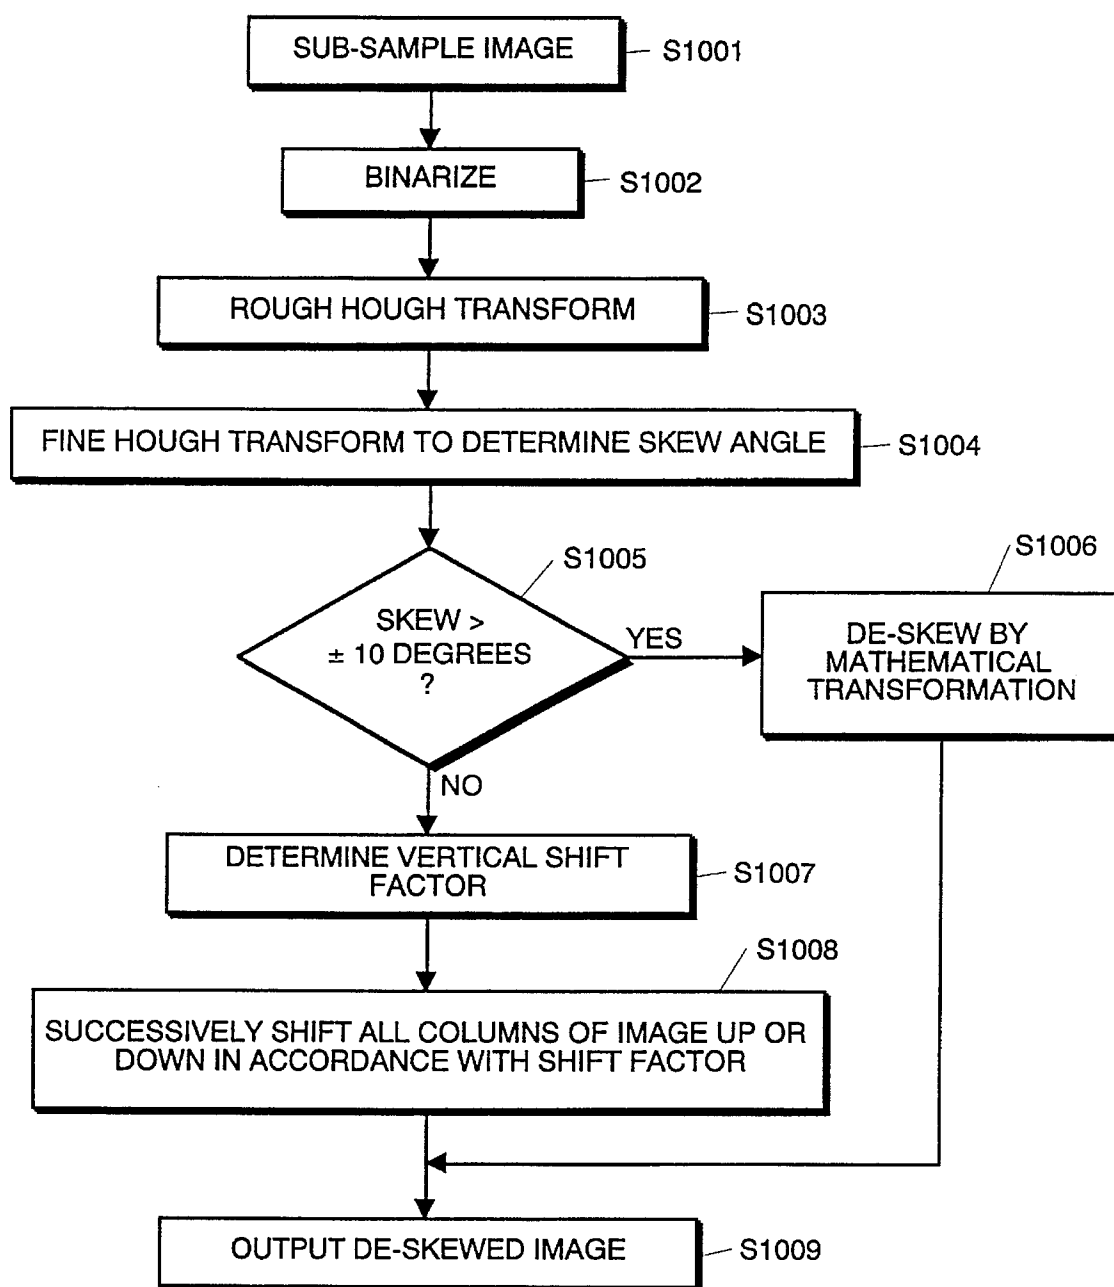 SUB-SAMPLE IMAGE
S1001
BINARIZE
S1002
ROUGH HOUGH TRANSFORM
S1003
FINE HOUGH TRANSFORM TO DETERMINE SKEW ANGLE
S1004
S1005
SKEW >
± 10 DEGREES
?
YES
S1006
DE-SKEW BY
MATHEMATICAL
TRANSFORMATION
NO
DETERMINE VERTICAL SHIFT
FACTOR
S1007
S1008
SUCCESSIVELY SHIFT ALL COLUMNS OF IMAGE UP OR
DOWN IN ACCORDANCE WITH SHIFT FACTOR
OUTPUT DE-SKEWED IMAGE
S1009